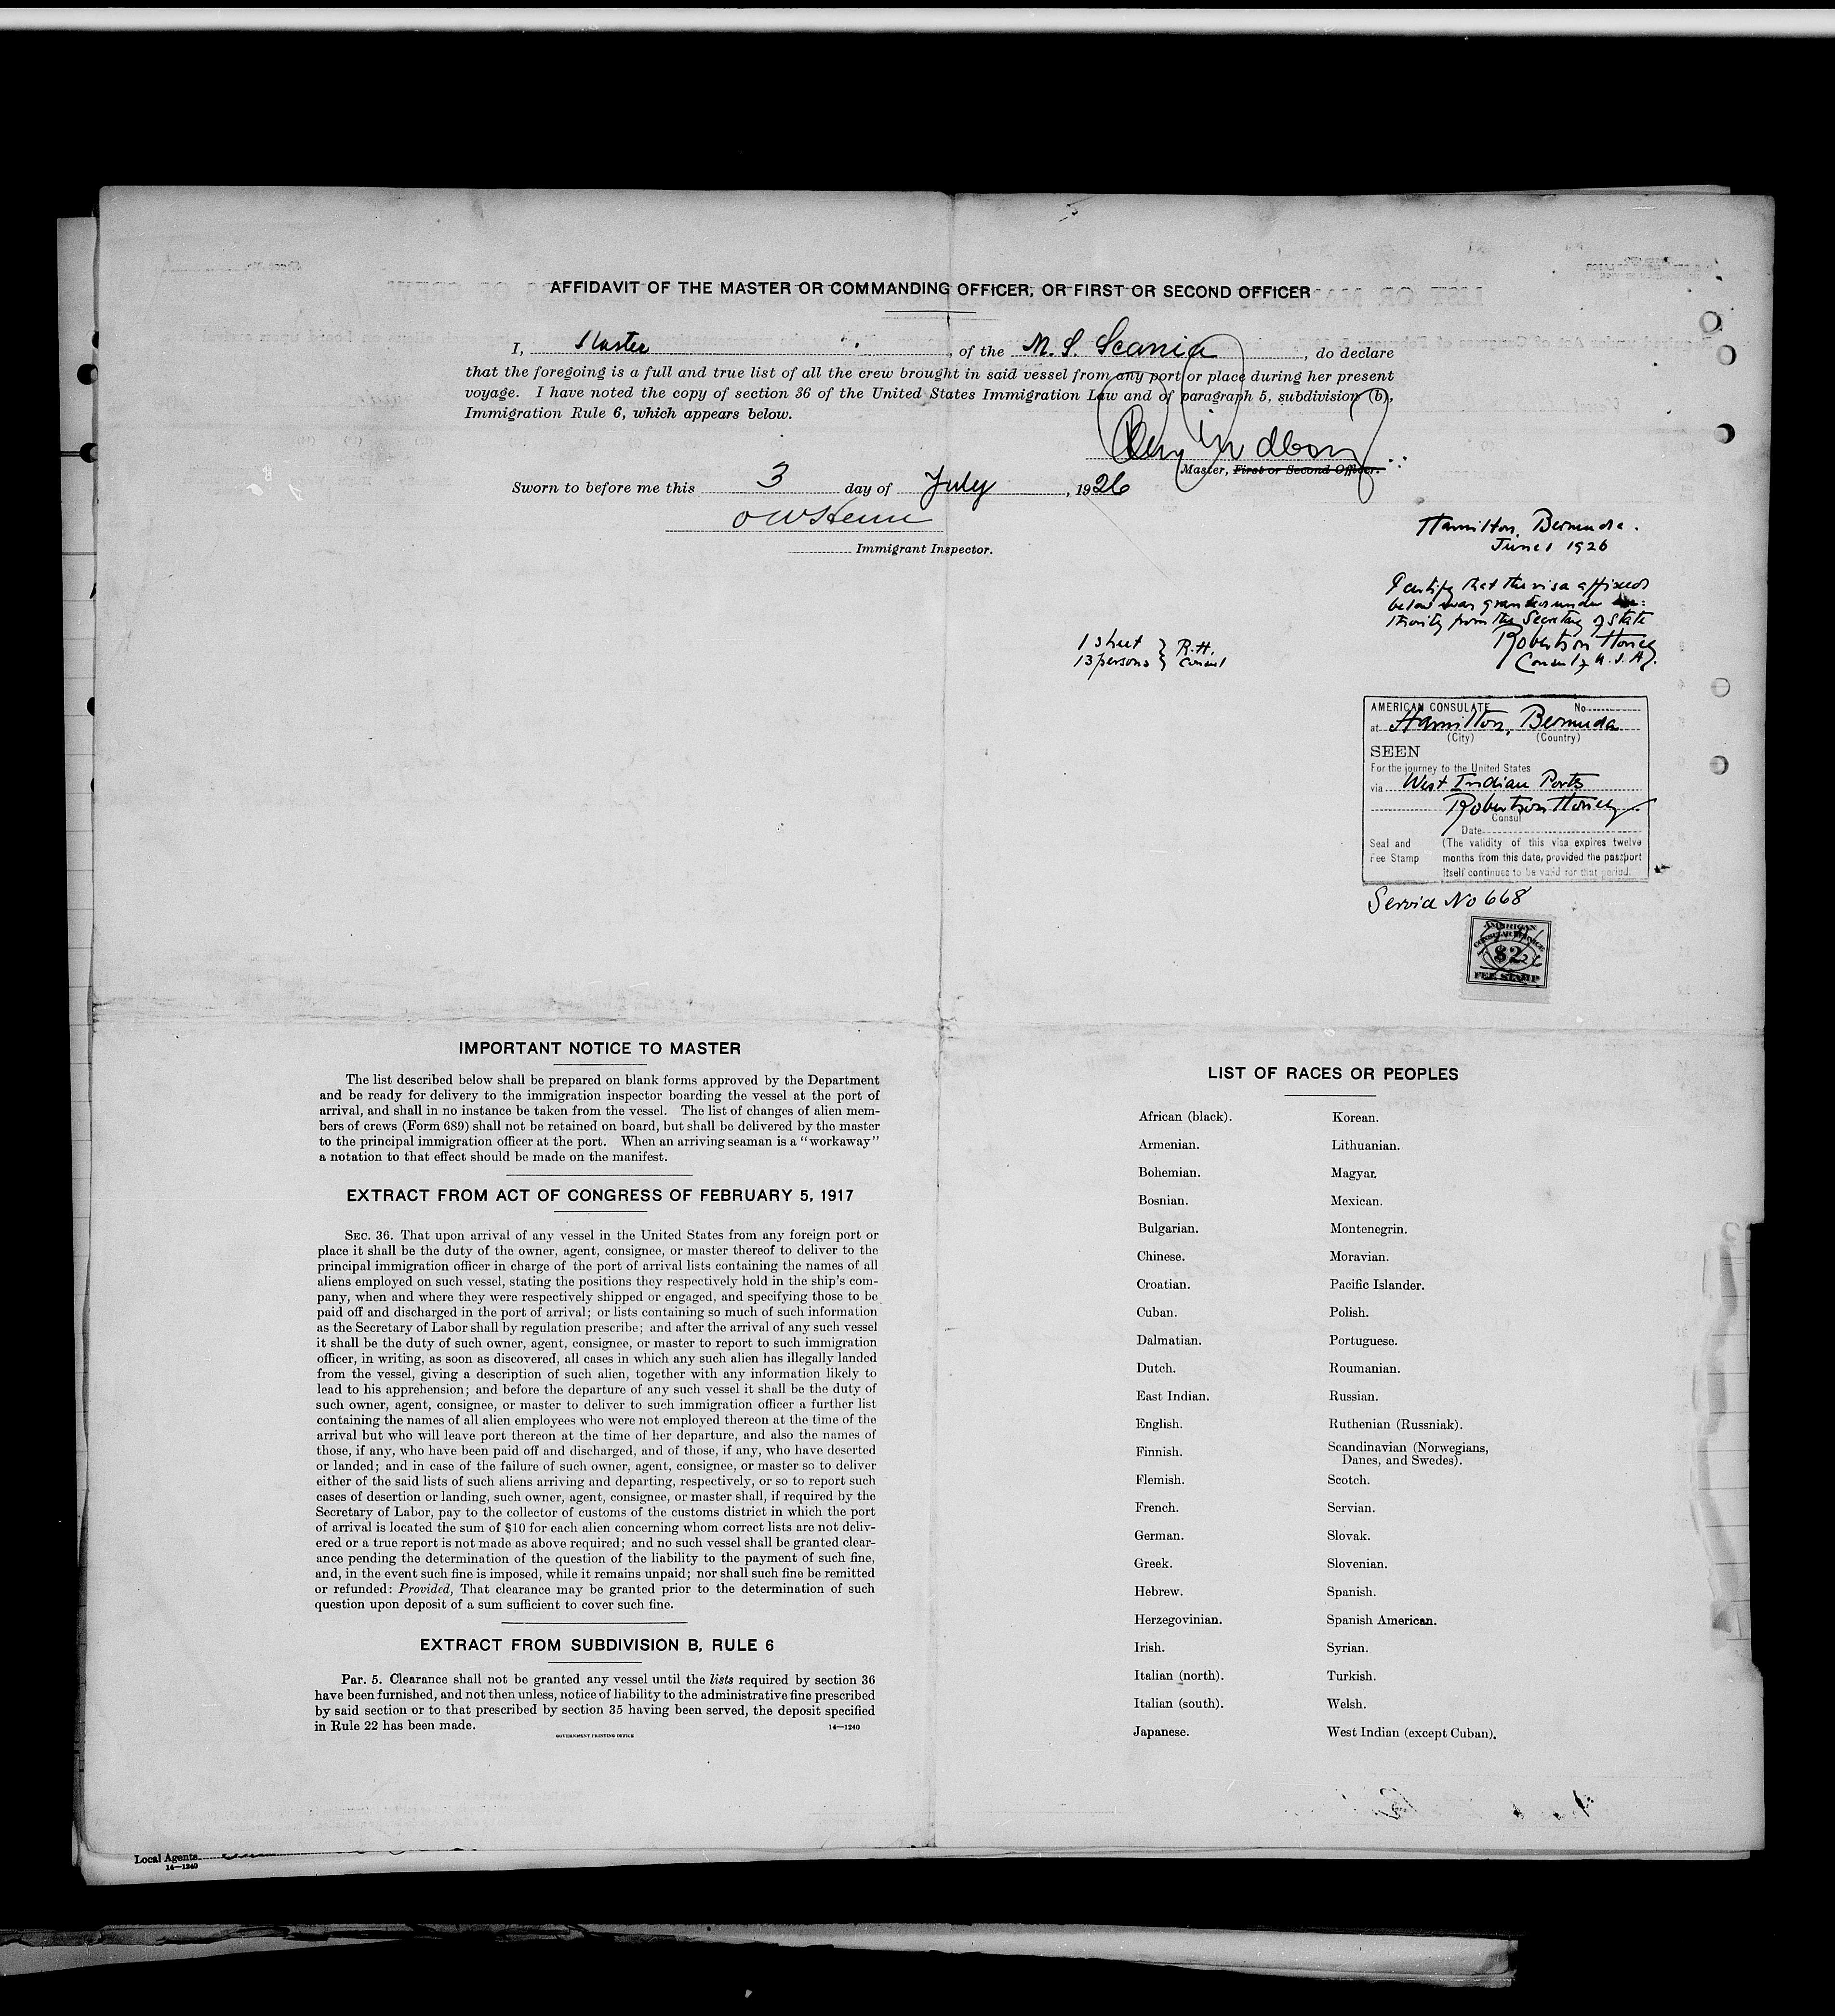 AFFIDAVIT OF THE MASTER OR COMMANDING OFFICER, OR FIRST OR SECOND OFFICER
I, Master, of the M. S. Scania, do declare
that the foregoing is a full and true list of all the crew brought in said vessel from any port or place during her present
voyage. I have noted the copy of section 36 of the United States Immigration Law and of paragraph 5, subdivision (b),
Immigration Rule 6, which appears below.
Master, First or Second Officer.
Sworn to before me this 3 day of July, 1926
Immigrant Inspector.
Hamilton, Bermuda.
June 1 1926
I certify that the visa affixed
below was granted under au-
thority from the Secretary of State
Robertson Honey
Consul, U. S. A.
1 sheet } R.H.
13 persons } Consul
AMERICAN CONSULATE No.
at Hamilton, Bermuda
(City) (Country)
SEEN
For the journey to the United States
via West Indian Ports
Robertson Honey
Consul
Date
Seal and (The validity of this visa expires twelve
Fee Stamp months from this date, provided the passport
itself continues to be valid for that period.
Service No 668
AMERICAN
CONSULAR SERVICE
$2
FEE STAMP
IMPORTANT NOTICE TO MASTER
The list described below shall be prepared on blank forms approved by the Department
and be ready for delivery to the immigration inspector boarding the vessel at the port of
arrival, and shall in no instance be taken from the vessel. The list of changes of alien mem-
bers of crews (Form 689) shall not be retained on board, but shall be delivered by the master
to the principal immigration officer at the port. When an arriving seaman is a "workaway"
a notation to that effect should be made on the manifest.
EXTRACT FROM ACT OF CONGRESS OF FEBRUARY 5, 1917
SEC. 36. That upon arrival of any vessel in the United States from any foreign port or
place it shall be the duty of the owner, agent, consignee, or master thereof to deliver to the
principal immigration officer in charge of the port of arrival lists containing the names of all
aliens employed on such vessel, stating the positions they respectively hold in the ship's com-
pany, when and where they were respectively shipped or engaged, and specifying those to be
paid off and discharged in the port of arrival; or lists containing so much of such information
as the Secretary of Labor shall by regulation prescribe; and after the arrival of any such vessel
it shall be the duty of such owner, agent, consignee, or master to report to such immigration
officer, in writing, as soon as discovered, all cases in which any such alien has illegally landed
from the vessel, giving a description of such alien, together with any information likely to
lead to his apprehension; and before the departure of any such vessel it shall be the duty of
such owner, agent, consignee, or master to deliver to such immigration officer a further list
containing the names of all alien employees who were not employed thereon at the time of the
arrival but who will leave port thereon at the time of her departure, and also the names of
those, if any, who have been paid off and discharged, and of those, if any, who have deserted
or landed; and in case of the failure of such owner, agent, consignee, or master so to deliver
either of the said lists of such aliens arriving and departing, respectively, or so to report such
cases of desertion or landing, such owner, agent, consignee, or master shall, if required by the
Secretary of Labor, pay to the collector of customs of the customs district in which the port
of arrival is located the sum of $10 for each alien concerning whom correct lists are not deliv-
ered or a true report is not made as above required; and no such vessel shall be granted clear-
ance pending the determination of the question of the liability to the payment of such fine,
and, in the event such fine is imposed, while it remains unpaid; nor shall such fine be remitted
or refunded: Provided, That clearance may be granted prior to the determination of such
question upon deposit of a sum sufficient to cover such fine.
EXTRACT FROM SUBDIVISION B, RULE 6
Par. 5. Clearance shall not be granted any vessel until the lists required by section 36
have been furnished, and not then unless, notice of liability to the administrative fine prescribed
by said section or to that prescribed by section 35 having been served, the deposit specified
in Rule 22 has been made.
14—1240
GOVERNMENT PRINTING OFFICE
LIST OF RACES OR PEOPLES
African (black). Korean.
Armenian. Lithuanian.
Bohemian. Magyar.
Bosnian. Mexican.
Bulgarian. Montenegrin.
Chinese. Moravian.
Croatian. Pacific Islander.
Cuban. Polish.
Dalmatian. Portuguese.
Dutch. Roumanian.
East Indian. Russian.
English. Ruthenian (Russniak).
Finnish. Scandinavian (Norwegians,
Danes, and Swedes).
Flemish. Scotch.
French. Servian.
German. Slovak.
Greek. Slovenian.
Hebrew. Spanish.
Herzegovinian. Spanish American.
Irish. Syrian.
Italian (north). Turkish.
Italian (south). Welsh.
Japanese. West Indian (except Cuban).
Local Agents
14—1240